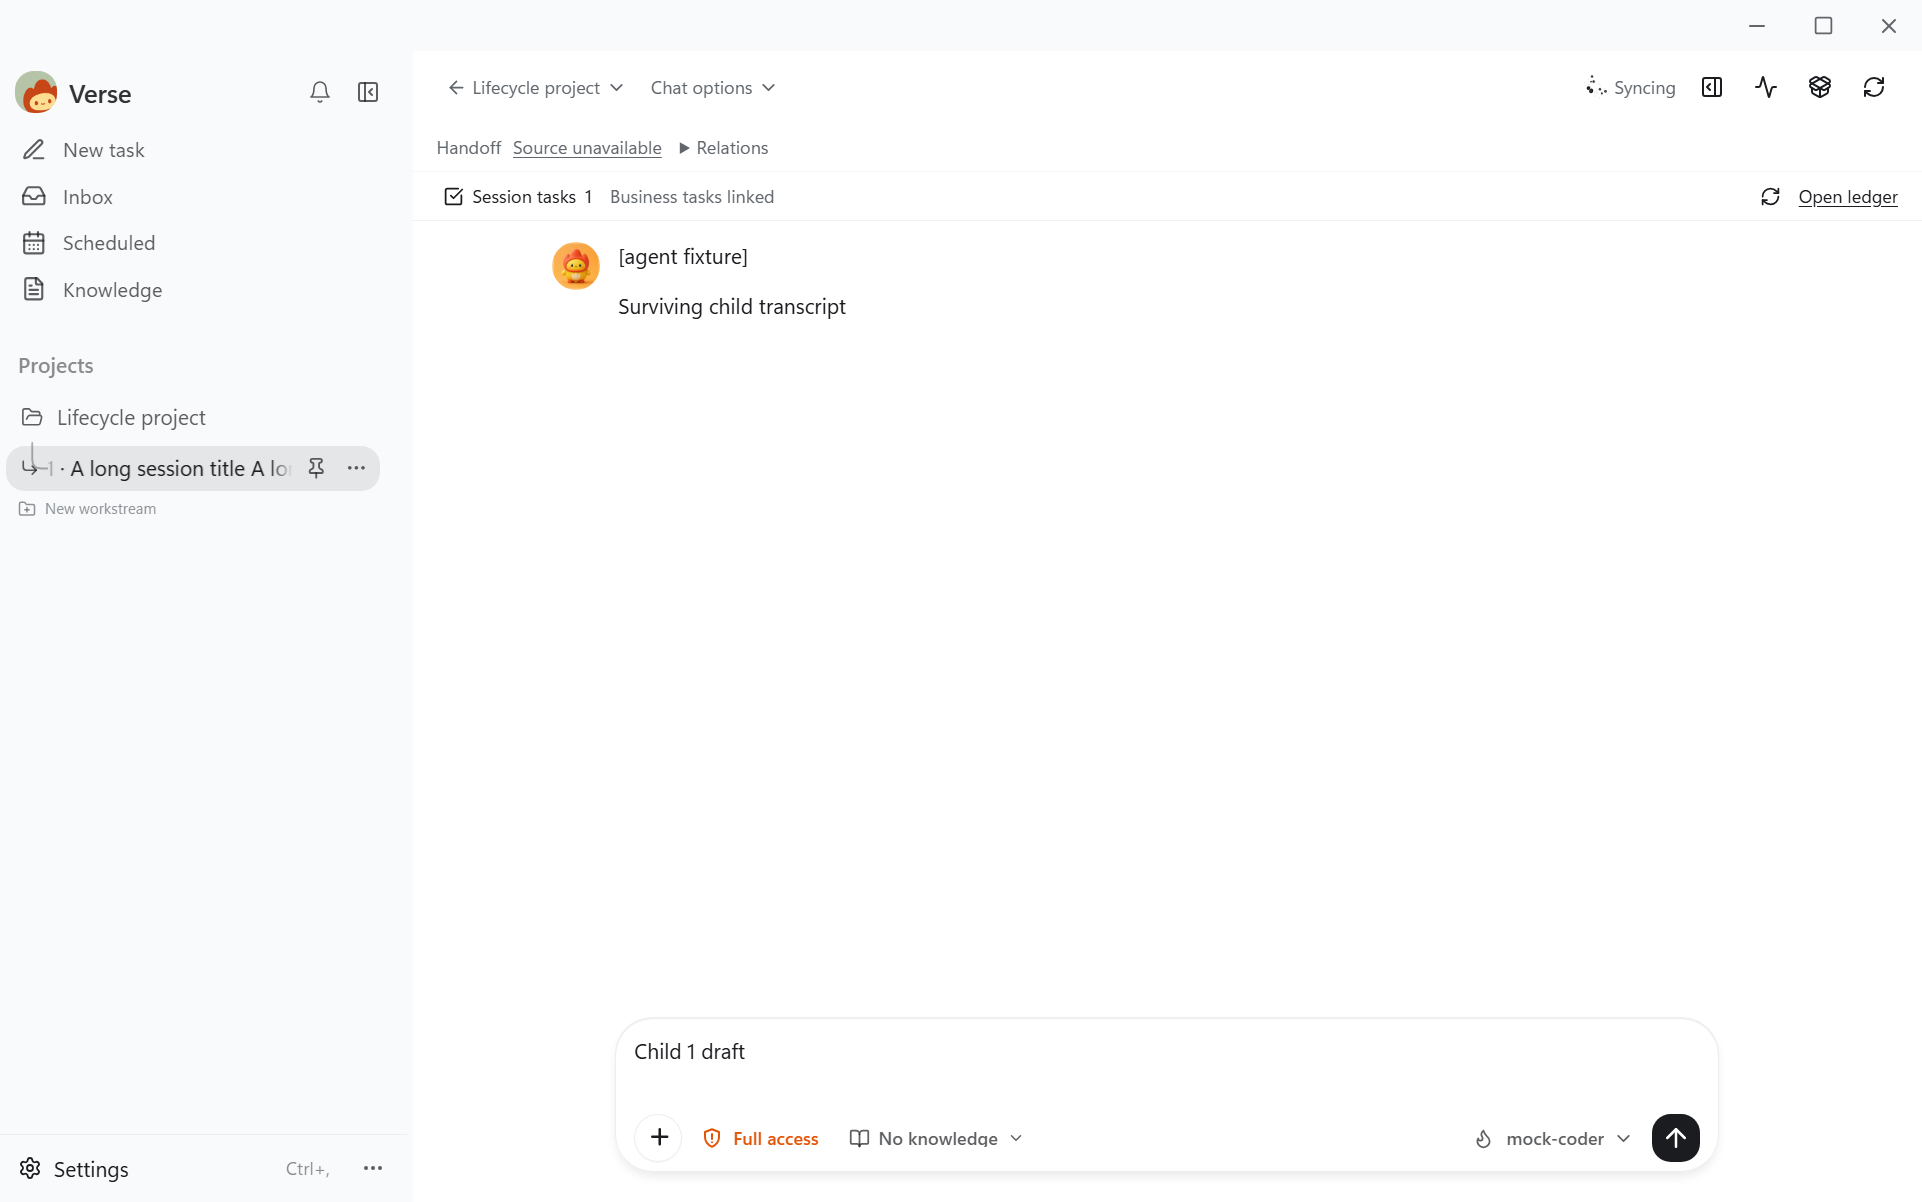 Verse
New task
Inbox
Scheduled
Knowledge
Projects
Lifecycle project
1 · A long session title A lo
New workstream
Settings Ctrl+,
Lifecycle project Chat options Syncing
Handoff Source unavailable Relations
Session tasks 1 Business tasks linked Open ledger
[agent fixture]
Surviving child transcript
Child 1 draft
Full access No knowledge mock-coder